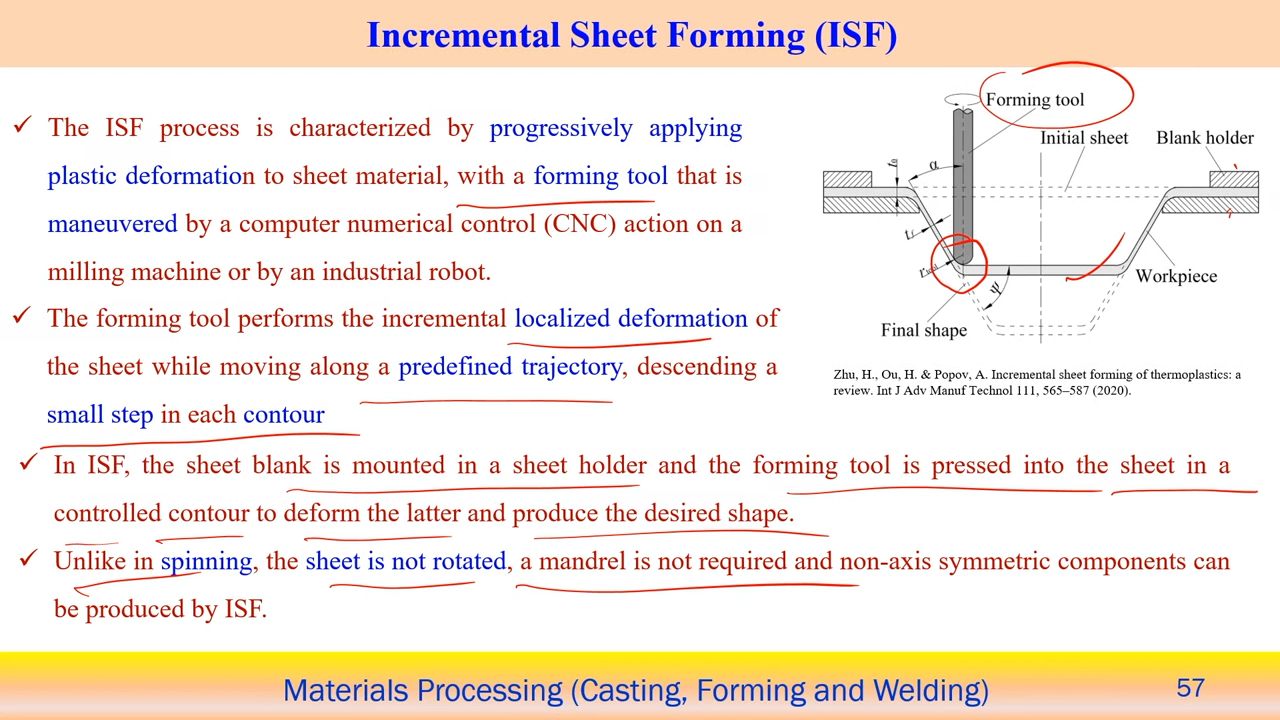 Incremental Sheet Forming (ISF)
✓ The ISF process is characterized by progressively applying
plastic deformation to sheet material, with a forming tool that is
maneuvered by a computer numerical control (CNC) action on a
milling machine or by an industrial robot.
✓ The forming tool performs the incremental localized deformation of
the sheet while moving along a predefined trajectory, descending a
small step in each contour
✓ In ISF, the sheet blank is mounted in a sheet holder and the forming tool is pressed into the sheet in a
controlled contour to deform the latter and produce the desired shape.
✓ Unlike in spinning, the sheet is not rotated, a mandrel is not required and non-axis symmetric components can
be produced by ISF.
Forming tool
Initial sheet
Blank holder
t0
α
tf
rtool
ψ
Workpiece
Final shape
Zhu, H., Ou, H. & Popov, A. Incremental sheet forming of thermoplastics: a
review. Int J Adv Manuf Technol 111, 565–587 (2020).
Materials Processing (Casting, Forming and Welding)
57